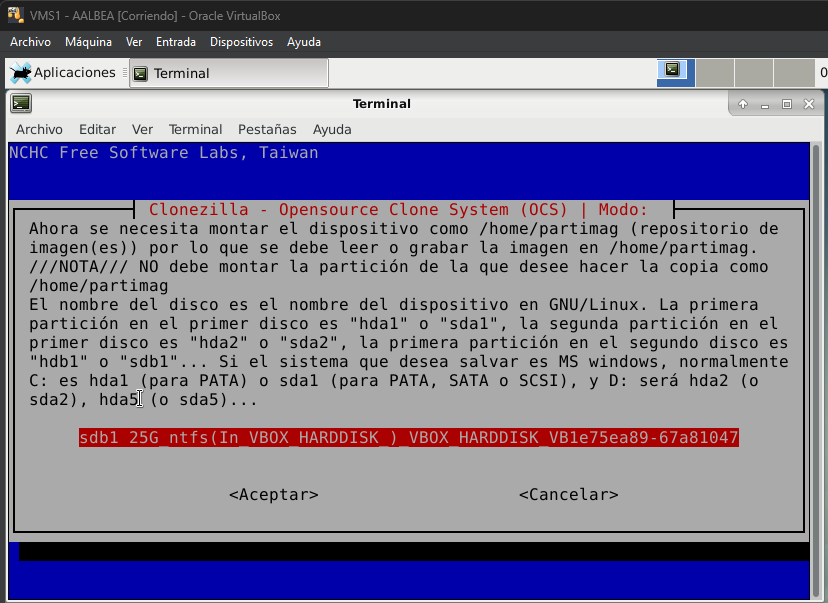 VMS1 - AALBEA [Corriendo] - Oracle VirtualBox
Archivo Máquina Ver Entrada Dispositivos Ayuda
Aplicaciones Terminal 0
Terminal
Archivo Editar Ver Terminal Pestañas Ayuda
NCHC Free Software Labs, Taiwan
Clonezilla - Opensource Clone System (OCS) | Modo:
Ahora se necesita montar el dispositivo como /home/partimag (repositorio de
imagen(es)) por lo que se debe leer o grabar la imagen en /home/partimag.
///NOTA/// NO debe montar la partición de la que desee hacer la copia como
/home/partimag
El nombre del disco es el nombre del dispositivo en GNU/Linux. La primera
partición en el primer disco es "hda1" o "sda1", la segunda partición en el
primer disco es "hda2" o "sda2", la primera partición en el segundo disco es
"hdb1" o "sdb1"... Si el sistema que desea salvar es MS windows, normalmente
C: es hda1 (para PATA) o sda1 (para PATA, SATA o SCSI), y D: será hda2 (o
sda2), hda5 (o sda5)...
sdb1 25G_ntfs(In_VBOX_HARDDISK_)_VBOX_HARDDISK_VB1e75ea89-67a81047
<Aceptar> <Cancelar>